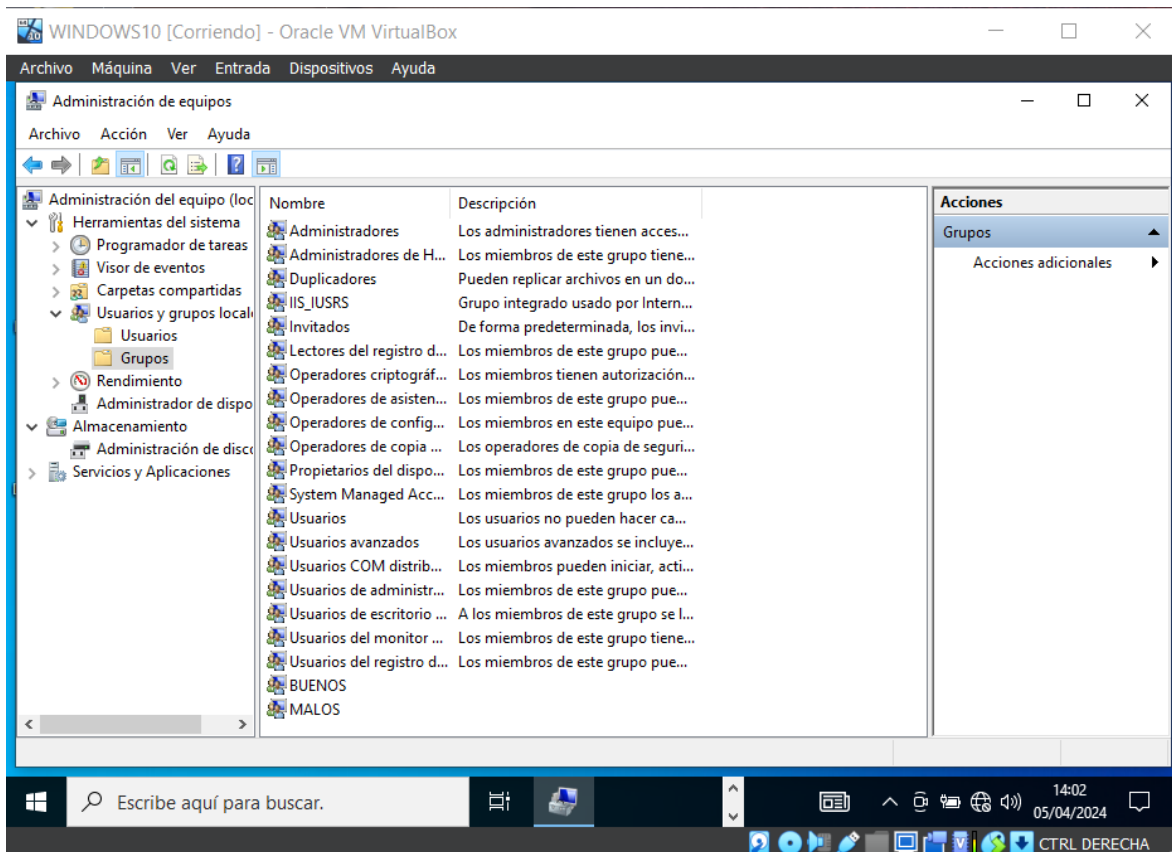 WINDOWS10 [Corriendo] - Oracle VM VirtualBox
Archivo Máquina Ver Entrada Dispositivos Ayuda
Administración de equipos
Archivo Acción Ver Ayuda
Administración del equipo (loc
Herramientas del sistema
Programador de tareas
Visor de eventos
Carpetas compartidas
Usuarios y grupos local
Usuarios
Grupos
Rendimiento
Administrador de dispo
Almacenamiento
Administración de disco
Servicios y Aplicaciones
Nombre Descripción
Administradores Los administradores tienen acces...
Administradores de H... Los miembros de este grupo tiene...
Duplicadores Pueden replicar archivos en un do...
IIS_IUSRS Grupo integrado usado por Intern...
Invitados De forma predeterminada, los invi...
Lectores del registro d... Los miembros de este grupo pue...
Operadores criptográf... Los miembros tienen autorización...
Operadores de asisten... Los miembros de este grupo pue...
Operadores de config... Los miembros en este equipo pue...
Operadores de copia ... Los operadores de copia de seguri...
Propietarios del dispo... Los miembros de este grupo pue...
System Managed Acc... Los miembros de este grupo los a...
Usuarios Los usuarios no pueden hacer ca...
Usuarios avanzados Los usuarios avanzados se incluye...
Usuarios COM distrib... Los miembros pueden iniciar, acti...
Usuarios de administr... Los miembros de este grupo pue...
Usuarios de escritorio ... A los miembros de este grupo se l...
Usuarios del monitor ... Los miembros de este grupo tiene...
Usuarios del registro d... Los miembros de este grupo pue...
BUENOS
MALOS
Acciones
Grupos
Acciones adicionales
Escribe aquí para buscar.
14:02
05/04/2024
CTRL DERECHA